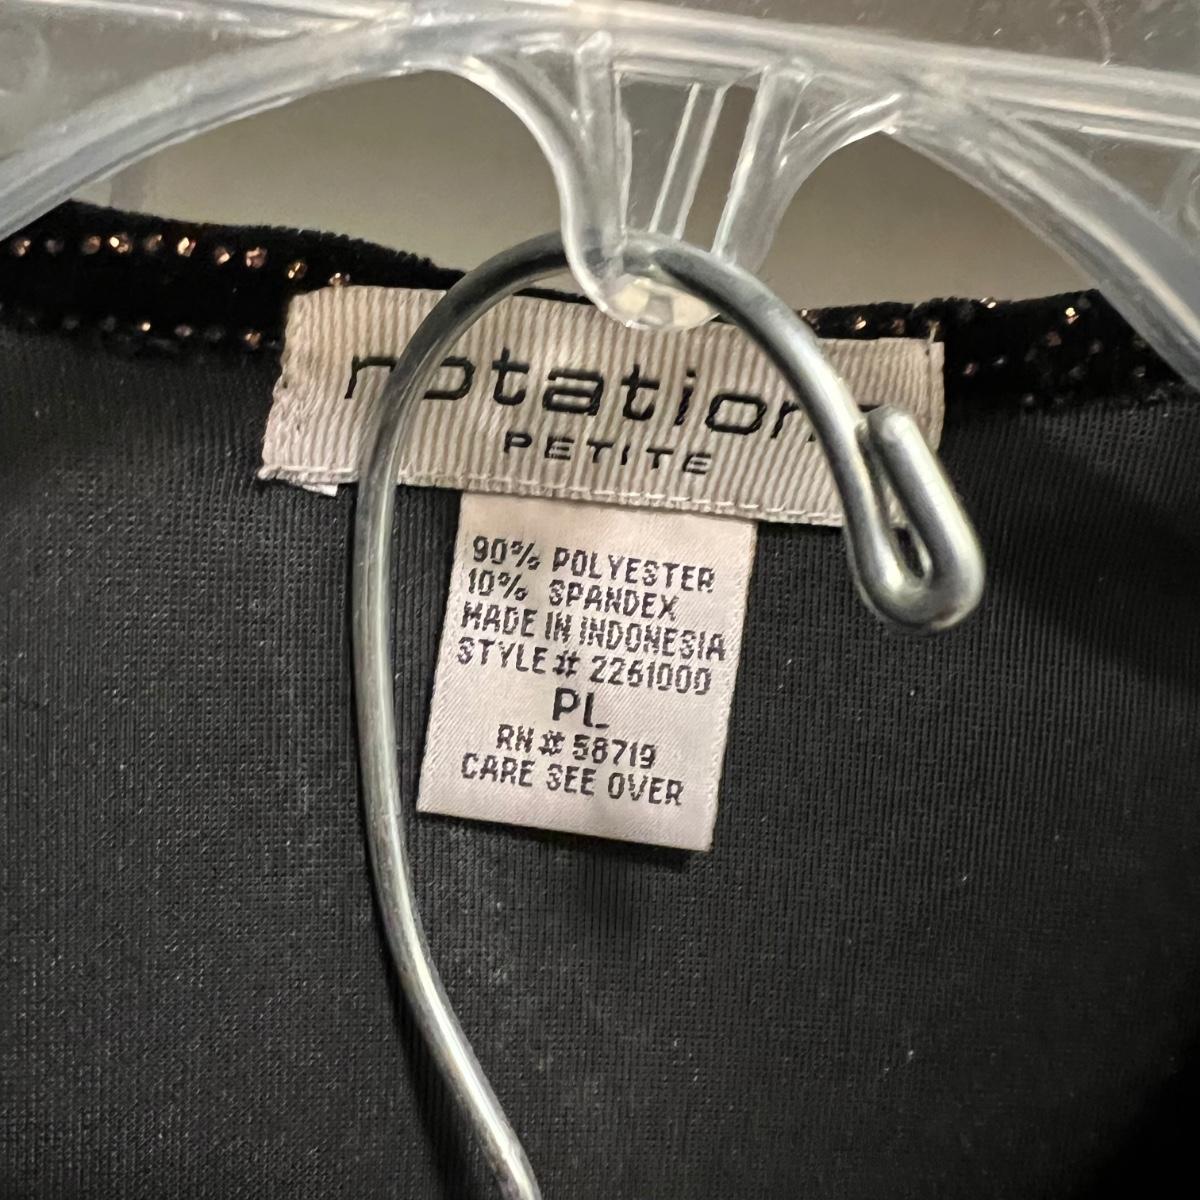 notations
PETITE
90% POLYESTER
10% SPANDEX
MADE IN INDONESIA
STYLE# 2261000
PL
RN# 58719
CARE SEE OVER